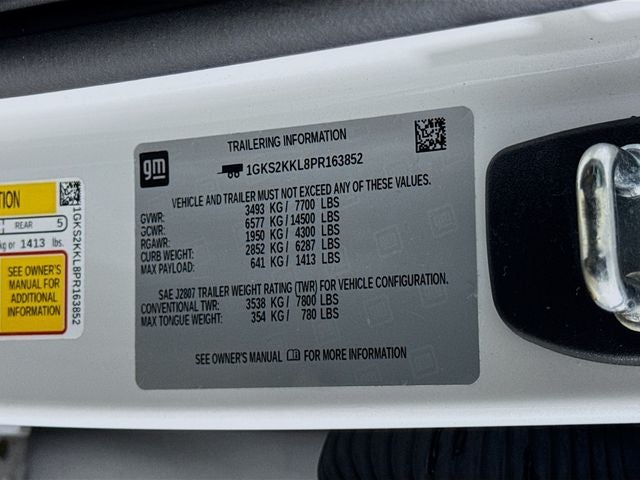 TRAILERING INFORMATION
gm
1GKS2KKL8PR163852
VEHICLE AND TRAILER MUST NOT EXCEED ANY OF THESE VALUES.
GVWR: 3493 KG / 7700 LBS
GCWR: 6577 KG / 14500 LBS
RGAWR: 1950 KG / 4300 LBS
CURB WEIGHT: 2852 KG / 6287 LBS
MAX PAYLOAD: 641 KG / 1413 LBS
SAE J2807 TRAILER WEIGHT RATING (TWR) FOR VEHICLE CONFIGURATION.
CONVENTIONAL TWR: 3538 KG / 7800 LBS
MAX TONGUE WEIGHT: 354 KG / 780 LBS
SEE OWNER'S MANUAL FOR MORE INFORMATION
REAR 5
kg or 1413 lbs.
SEE OWNER'S
MANUAL FOR
ADDITIONAL
INFORMATION
1GKS2KKL8PR163852